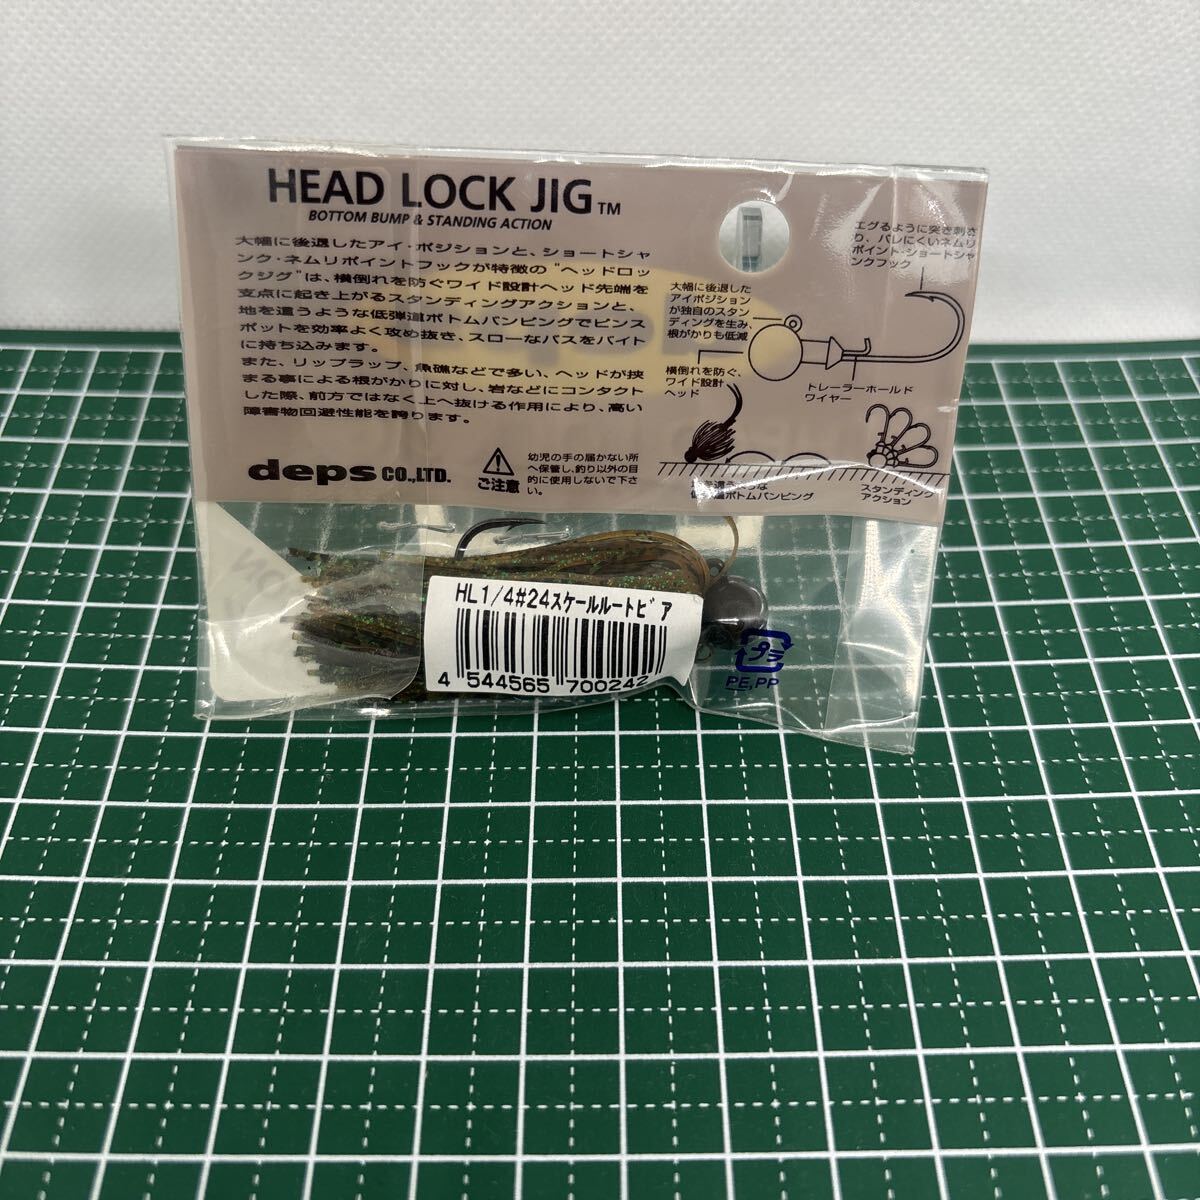 HEAD LOCK JIG TM
BOTTOM BUMP & STANDING ACTION
大幅に後退したアイ・ポジションと、ショートシャ
ンク・ネムリポイントフックが特徴の"ヘッドロッ
クジグ"は、横倒れを防ぐワイド設計ヘッド先端を
支点に起き上がるスタンディングアクションと、
地を這うような低弾道ボトムバンピングでピンス
ポットを効率よく攻め抜き、スローなバスをバイト
に持ち込みます。
また、リップラップ、魚礁などで多い、ヘッドが挟
まる事による根がかりに対し、岩などにコンタクト
した際、前方ではなく上へ抜ける作用により、高い
障害物回避性能を誇ります。
deps CO.,LTD.
ご注意
幼児の手の届かない所
へ保管し、釣り以外の目
的に使用しないで下さ
い。
エグるように突き刺さ
り、バレにくいネムリ
ポイント・ショートシャ
ンクフック
大幅に後退した
アイポジション
が独自のスタン
ディングを生み、
根がかりも低減
横倒れを防ぐ、
ワイド設計
ヘッド
トレーラーホールド
ワイヤー
低弾道ボトムバンピング
スタンディング
アクション
HL1/4#24スケールルートビア
4 544565 700242
プラ
PE,PP